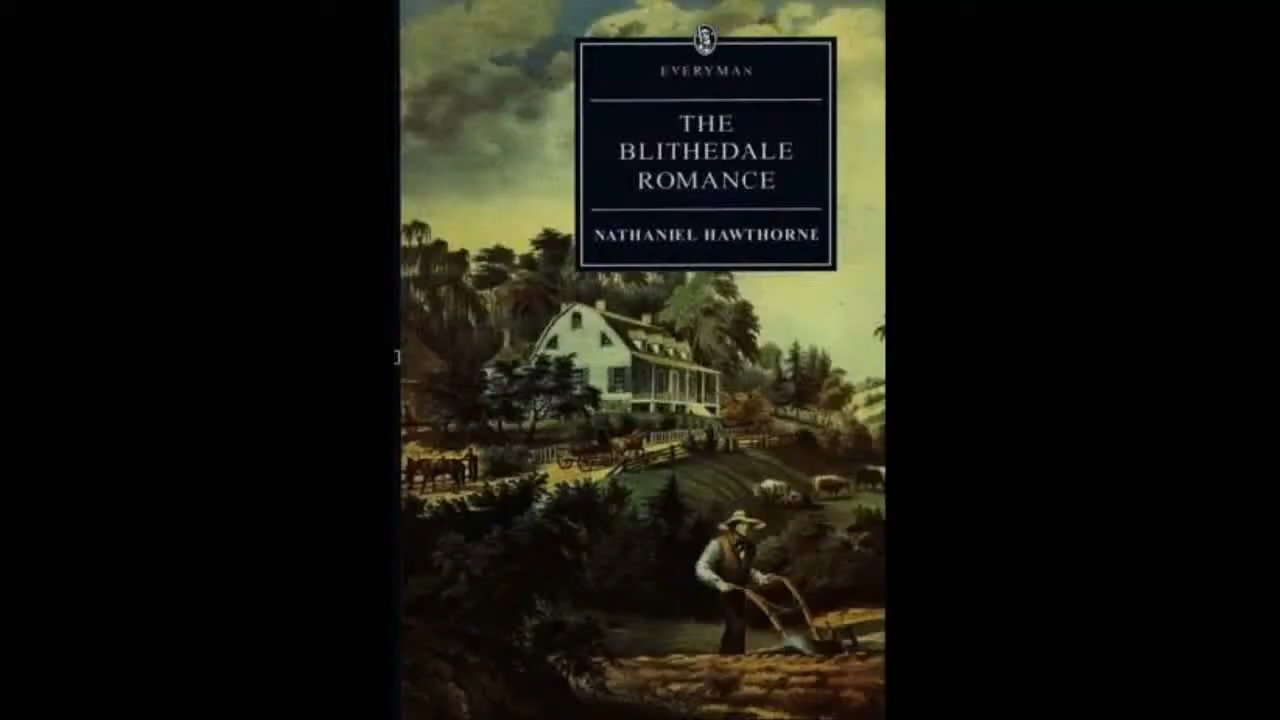 EVERYMAN
THE
BLITHEDALE
ROMANCE
NATHANIEL HAWTHORNE